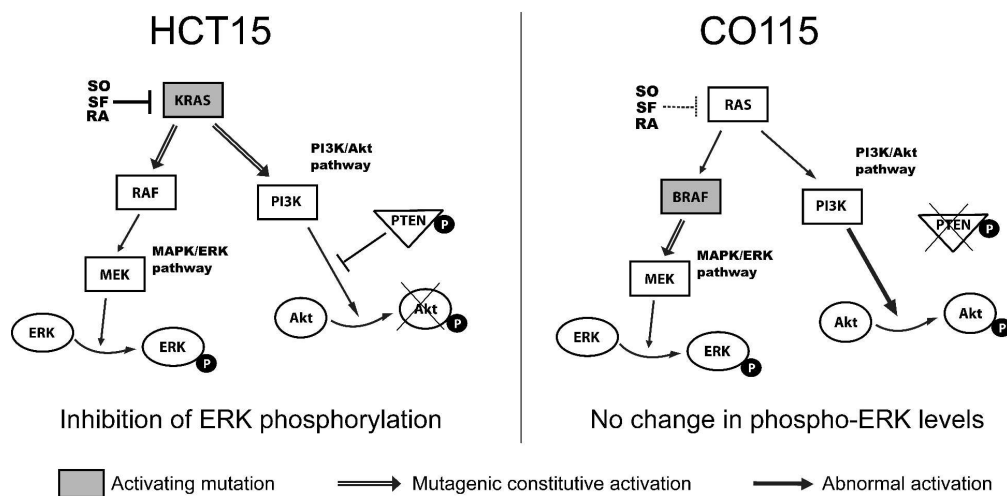 HCT15
SO
SF
RA
KRAS
PI3K/Akt
pathway
RAF
PI3K
PTEN
P
MAPK/ERK
pathway
MEK
Akt
Akt
P
ERK
ERK
P
Inhibition of ERK phosphorylation
CO115
SO
SF
RA
RAS
PI3K/Akt
pathway
BRAF
PI3K
PTEN
P
MAPK/ERK
pathway
MEK
Akt
Akt
P
ERK
ERK
P
No change in phospho-ERK levels
Activating mutation
Mutagenic constitutive activation
Abnormal activation